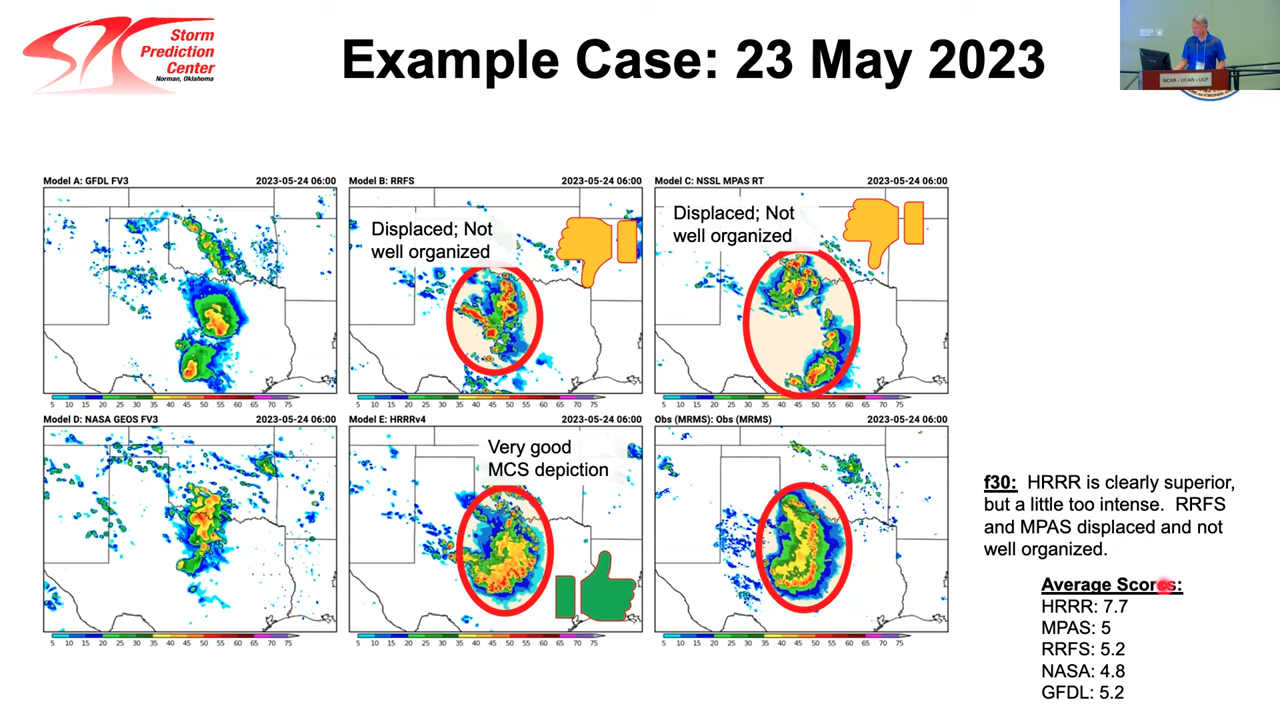 Storm
Prediction
Center
Norman, Oklahoma
Example Case: 23 May 2023
NCAR • UCAR • UCP
Model A: GFDL FV3 2023-05-24 06:00
5 10 15 20 25 30 35 40 45 50 55 60 65 70 75
Model B: RRFS 2023-05-24 06:00
Displaced; Not
well organized
5 10 15 20 25 30 35 40 45 50 55 60 65 70 75
Model C: NSSL MPAS RT 2023-05-24 06:00
Displaced; Not
well organized
5 10 15 20 25 30 35 40 45 50 55 60 65 70 75
Model D: NASA GEOS FV3 2023-05-24 06:00
5 10 15 20 25 30 35 40 45 50 55 60 65 70 75
Model E: HRRRv4 2023-05-24 06:00
Very good
MCS depiction
5 10 15 20 25 30 35 40 45 50 55 60 65 70 75
Obs (MRMS): Obs (MRMS) 2023-05-24 06:00
5 10 15 20 25 30 35 40 45 50 55 60 65 70 75
f30: HRRR is clearly superior,
but a little too intense. RRFS
and MPAS displaced and not
well organized.
Average Scores:
HRRR: 7.7
MPAS: 5
RRFS: 5.2
NASA: 4.8
GFDL: 5.2